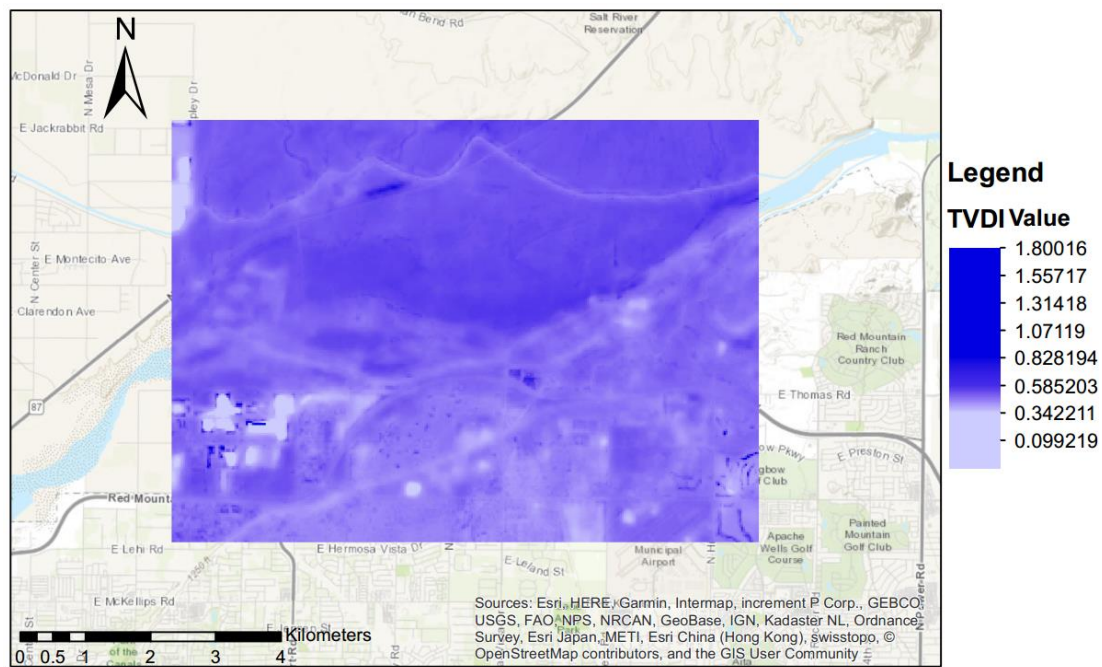 Salt River
Reservation
N
McDonald Dr
N Mesa Dr
E Jackrabbit Rd
E Montecito Ave
N Center St
Clarendon Ave
87
Red Mountain
Ranch
Country Club
E Thomas Rd
E Preston St
Red Mount
E Lehi Rd
E Hermosa Vista Dr
E Leland St
Municipal
Airport
Apache
Wells Golf
Course
Painted
Mountain
Golf Club
1250 ft
E McKellips Rd
N Power Rd
Sources: Esri, HERE, Garmin, Intermap, increment P Corp., GEBCO,
USGS, FAO, NPS, NRCAN, GeoBase, IGN, Kadaster NL, Ordnance
Survey, Esri Japan, METI, Esri China (Hong Kong), swisstopo, ©
OpenStreetMap contributors, and the GIS User Community
Kilometers
0 0.5 1 2 3 4
Legend
TVDI Value
1.80016
1.55717
1.31418
1.07119
0.828194
0.585203
0.342211
0.099219